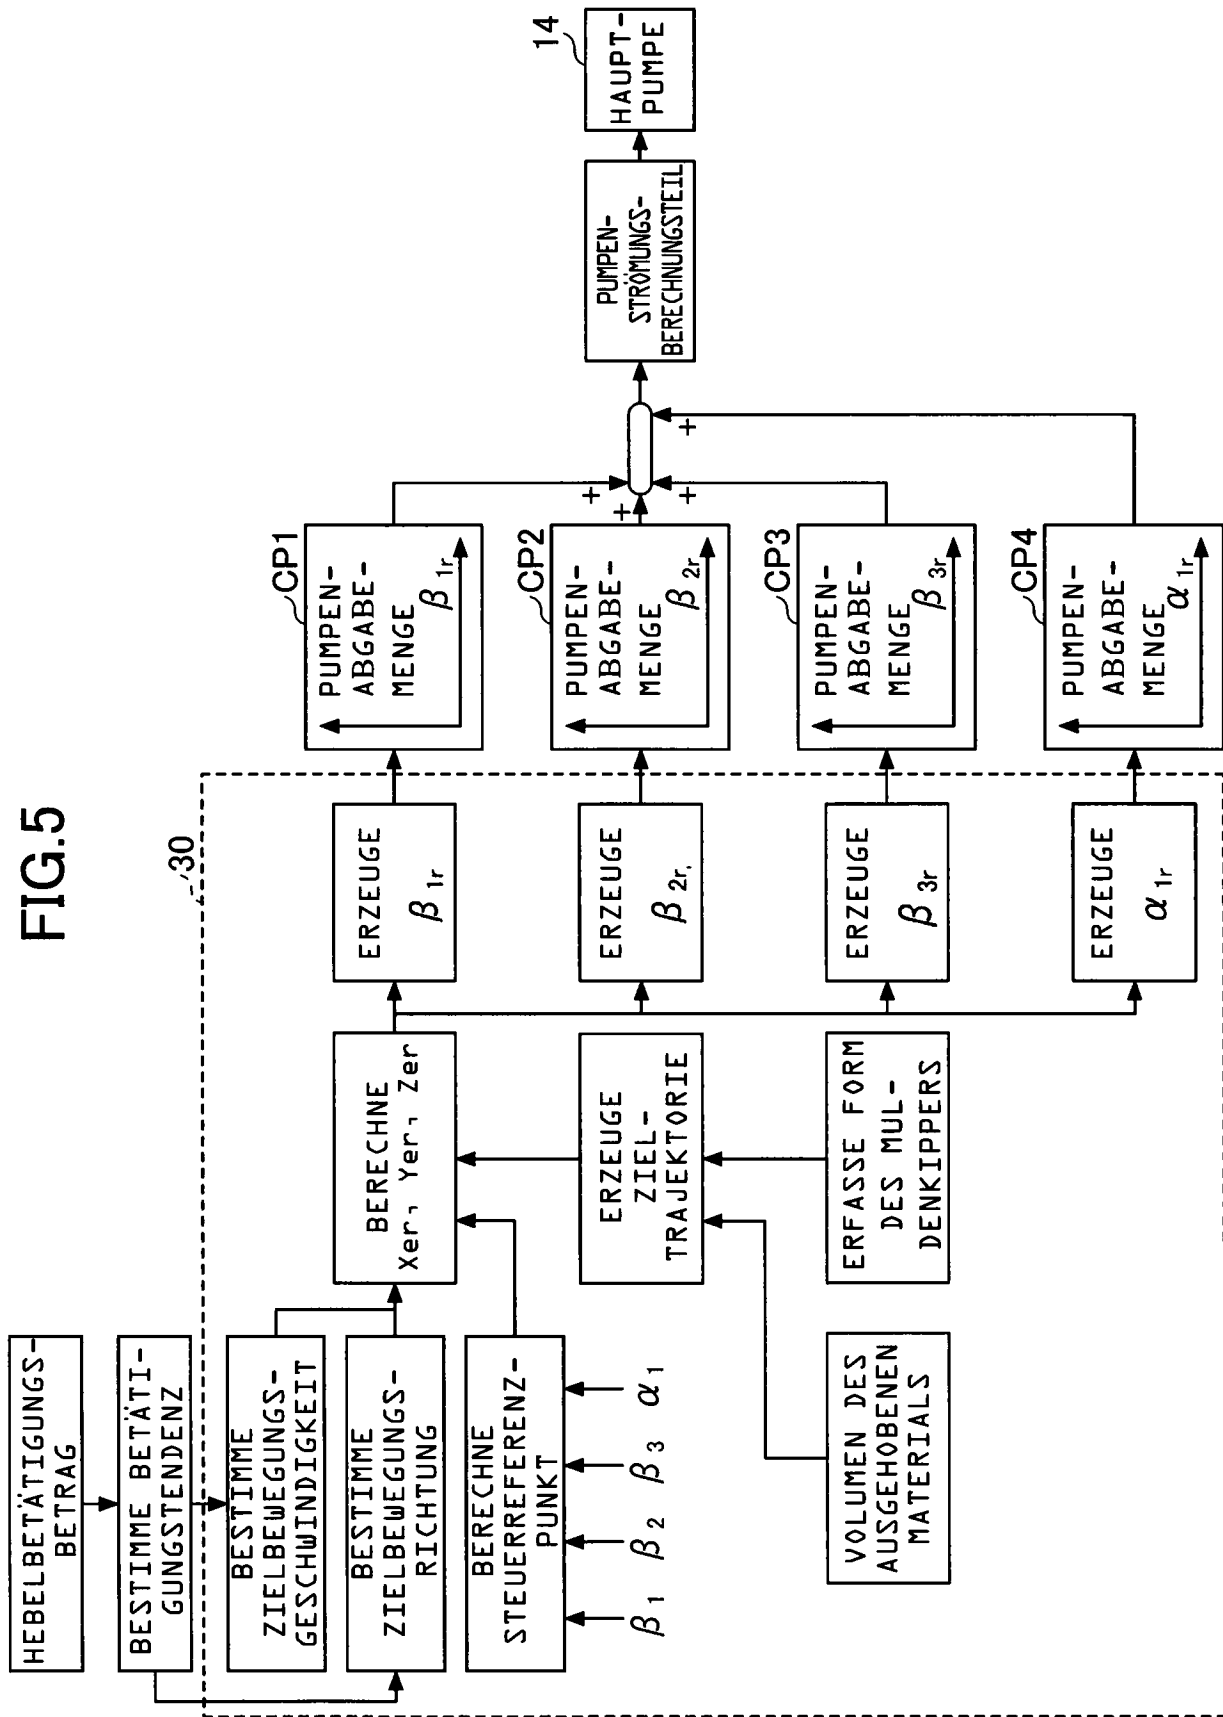 FIG.5
HEBELBETÄTIGUNGS-
BETRAG
BESTIMME BETÄTI-
GUNGSTENDENZ
30
BESTIMME
ZIELBEWEGUNGS-
GESCHWINDIGKEIT
BESTIMME
ZIELBEWEGUNGS-
RICHTUNG
BERECHNE
STEUERREFERENZ-
PUNKT
β1
β2
β3
α1
VOLUMEN DES
AUSGEHOBENEN
MATERIALS
BERECHNE
Xer, Yer, Zer
ERZEUGE
ZIEL-
TRAJEKTORIE
ERFASSE FORM
DES MUL-
DENKIPPERS
ERZEUGE
β1r
ERZEUGE
β2r
ERZEUGE
β3r
ERZEUGE
α1r
CP1
PUMPEN-
ABGABE-
MENGE
β1r
CP2
PUMPEN-
ABGABE-
MENGE
β2r
CP3
PUMPEN-
ABGABE-
MENGE
β3r
CP4
PUMPEN-
ABGABE-
MENGE
α1r
+
+
+
+
PUMPEN-
STRÖMUNGS-
BERECHNUNGSTEIL
14
HAUPT-
PUMPE